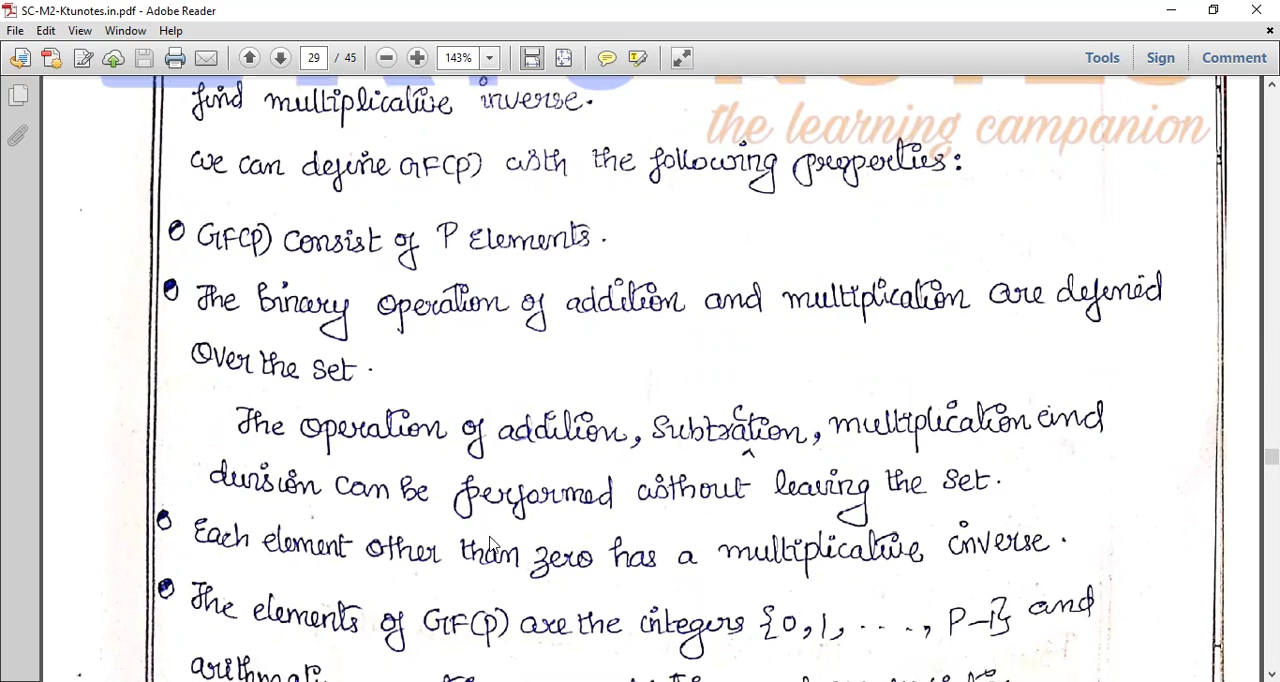 SC-M2-Ktunotes.in.pdf - Adobe Reader
File Edit View Window Help
29 / 45 143% Tools Sign Comment
find multiplicative inverse.
the learning companion
we can define GF(p) with the following properties:
GF(p) consist of P Elements.
The binary operation of addition and multiplication are defined
Over the set.
The operation of addition, Subtraction, multiplication and
division can be performed without leaving the set.
Each element other than zero has a multiplicative inverse.
The elements of GF(p) are the integers {0,1, ...., P-1} and